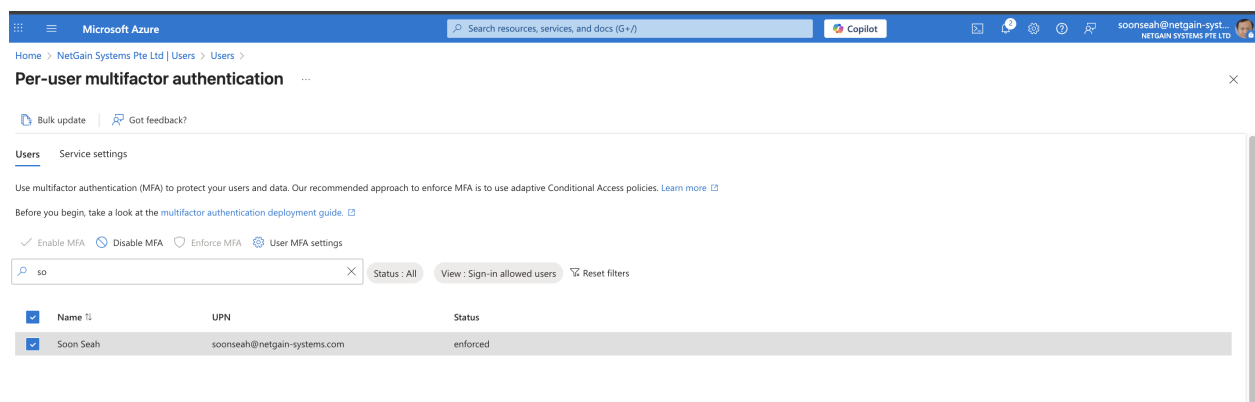 Microsoft Azure
Search resources, services, and docs (G+/)
Copilot
2
soonseah@netgain-syst...
NETGAIN SYSTEMS PTE LTD
Home > NetGain Systems Pte Ltd | Users > Users >
Per-user multifactor authentication ...
Bulk update
Got feedback?
Users Service settings
Use multifactor authentication (MFA) to protect your users and data. Our recommended approach to enforce MFA is to use adaptive Conditional Access policies. Learn more
Before you begin, take a look at the multifactor authentication deployment guide.
Enable MFA Disable MFA Enforce MFA User MFA settings
so
Status : All
View : Sign-in allowed users
Reset filters
Name UPN Status
Soon Seah soonseah@netgain-systems.com enforced